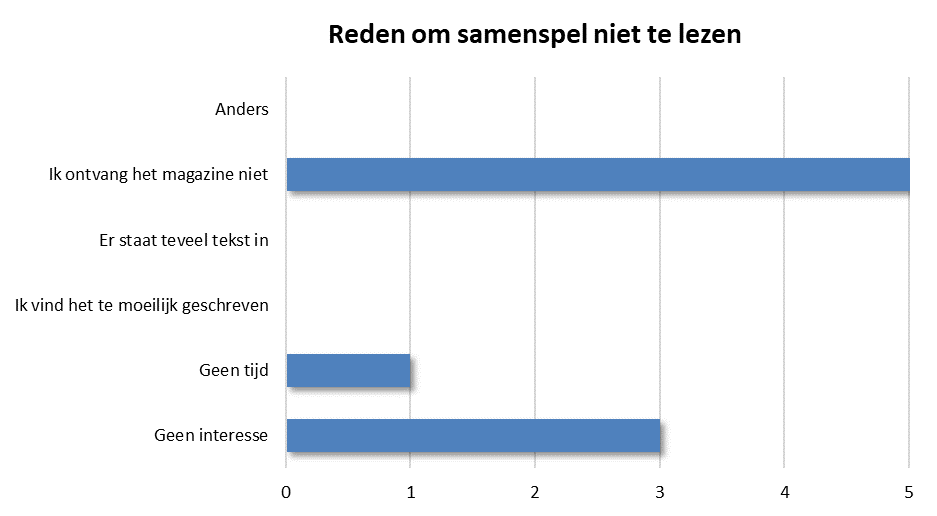 Reden om samenspel niet te lezen
Anders
Ik ontvang het magazine niet
Er staat teveel tekst in
Ik vind het te moeilijk geschreven
Geen tijd
Geen interesse
0 1 2 3 4 5